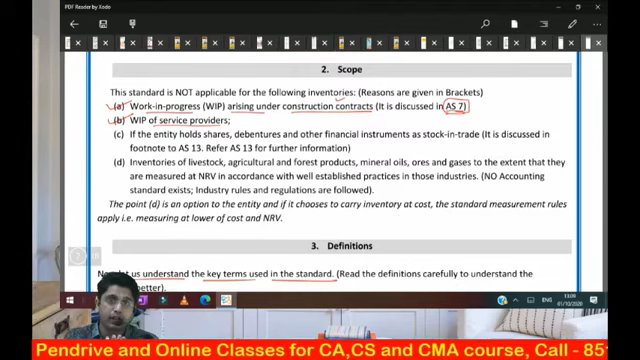 PDF Reader by Xodo
2. Scope
This standard is NOT applicable for the following inventories: (Reasons are given in Brackets)
(a) Work-in-progress (WIP) arising under construction contracts (It is discussed in AS 7)
(b) WIP of service providers;
(c) If the entity holds shares, debentures and other financial instruments as stock-in-trade (It is discussed in
footnote to AS 13. Refer AS 13 for further information)
(d) Inventories of livestock, agricultural and forest products, mineral oils, ores and gases to the extent that they
are measured at NRV in accordance with well established practices in those industries. (NO Accounting
standard exists; Industry rules and regulations are followed).
The point (d) is an option to the entity and if it chooses to carry inventory at cost, the standard measurement rules
apply i.e. measuring at lower of cost and NRV.
3. Definitions
let us understand the key terms used in the standard. (Read the definitions carefully to understand the
better).
ENG
13:09
01/10/2020
Pendrive and Online Classes for CA,CS and CMA course, Call - 851